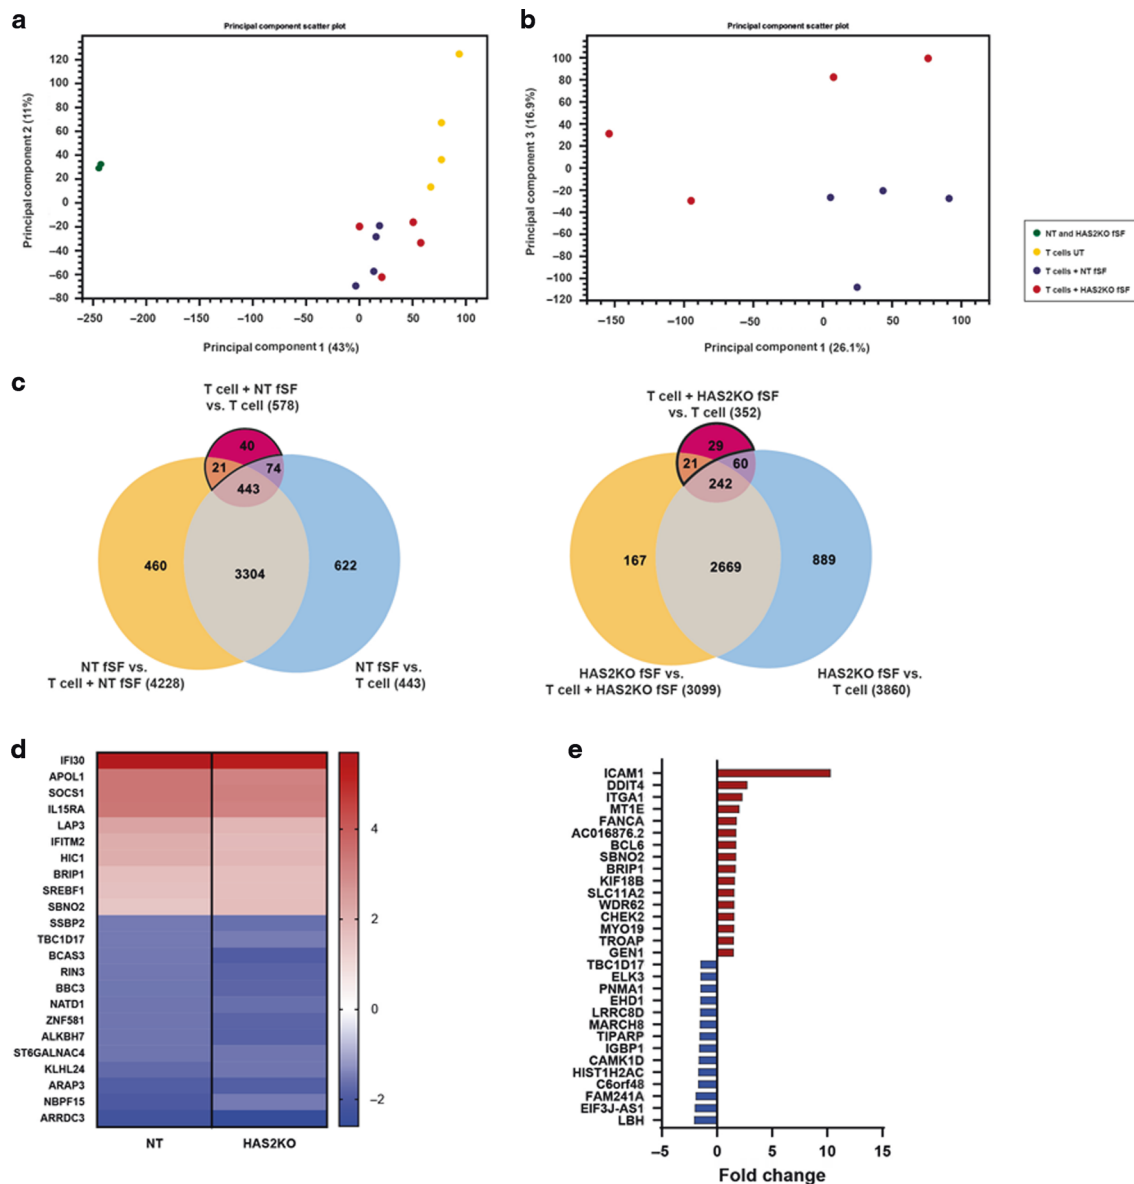 a
Principal component scatter plot
Principal component 2 (11%)
120
100
80
60
40
20
0
−20
−40
−60
−80
−250
−200
−150
−100
−50
0
50
100
Principal component 1 (43%)
b
Principal component scatter plot
Principal component 3 (16.9%)
100
80
60
40
20
0
−20
−40
−60
−80
−100
−120
−150
−100
−50
0
50
100
Principal component 1 (26.1%)
NT and HAS2KO fSF
T cells UT
T cells + NT fSF
T cells + HAS2KO fSF
c
T cell + NT fSF
vs. T cell (578)
40
21
74
443
460
3304
622
NT fSF vs.
T cell + NT fSF (4228)
NT fSF vs.
T cell (443)
T cell + HAS2KO fSF
vs. T cell (352)
29
21
60
242
167
2669
889
HAS2KO fSF vs.
T cell + HAS2KO fSF (3099)
HAS2KO fSF vs.
T cell (3860)
d
IFI30
APOL1
SOCS1
IL15RA
LAP3
IFITM2
HIC1
BRIP1
SREBF1
SBNO2
SSBP2
TBC1D17
BCAS3
RIN3
BBC3
NATD1
ZNF581
ALKBH7
ST6GALNAC4
KLHL24
ARAP3
NBPF15
ARRDC3
NT
HAS2KO
4
2
0
−2
e
ICAM1
DDIT4
ITGA1
MT1E
FANCA
AC016876.2
BCL6
SBNO2
BRIP1
KIF18B
SLC11A2
WDR62
CHEK2
MYO19
TROAP
GEN1
TBC1D17
ELK3
PNMA1
EHD1
LRRC8D
MARCH8
TIPARP
IGBP1
CAMK1D
HIST1H2AC
C6orf48
FAM241A
EIF3J-AS1
LBH
−5
0
5
10
15
Fold change